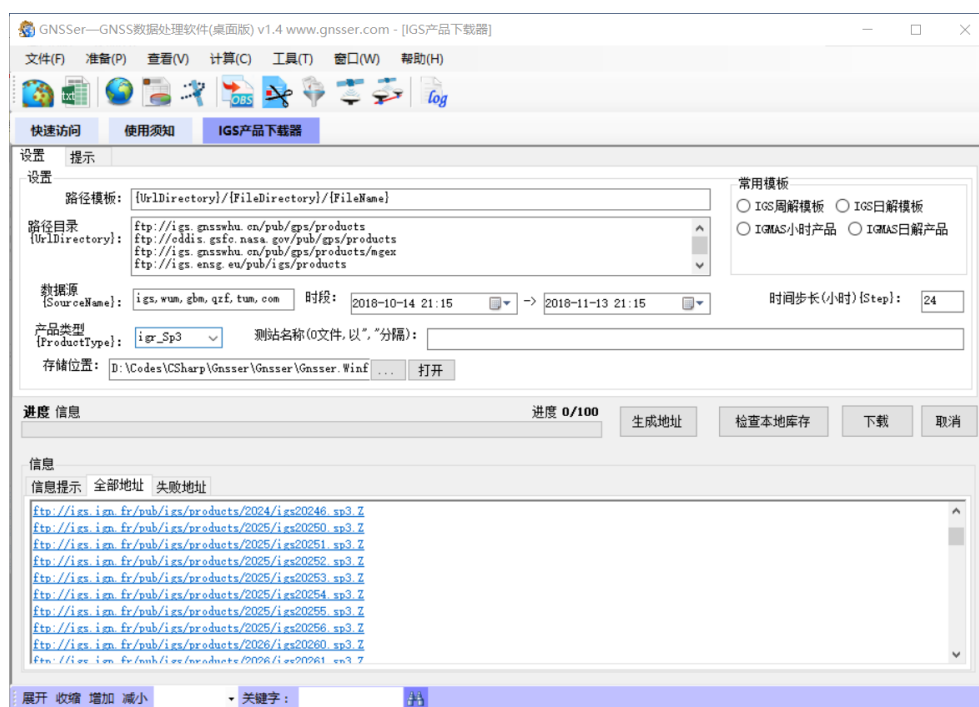 GNSSer—GNSS数据处理软件(桌面版) v1.4 www.gnsser.com - [IGS产品下载器]
文件(F) 准备(P) 查看(V) 计算(C) 工具(T) 窗口(W) 帮助(H)
txt OBS log
快速访问 使用须知 IGS产品下载器
设置 提示
设置
路径模板: {UrlDirectory}/{FileDirectory}/{FileName}
常用模板
IGS周解模板 IGS日解模板
IGMAS小时产品 IGMAS日解产品
路径目录
{UrlDirectory}:
ftp://igs.gnsswhu.cn/pub/gps/products
ftp://cddis.gsfc.nasa.gov/pub/gps/products
ftp://igs.gnsswhu.cn/pub/gps/products/mgex
ftp://igs.ensg.eu/pub/igs/products
数据源
{SourceName}: igs,wum,gbm,qzf,tum,com 时段: 2018-10-14 21:15 -> 2018-11-13 21:15 时间步长(小时){Step}: 24
产品类型
{ProductType}: igr_Sp3 测站名称(O文件,以","分隔):
存储位置: D:\Codes\CSharp\Gnsser\Gnsser\Gnsser.Winf ... 打开
进度 信息 进度 0/100 生成地址 检查本地库存 下载 取消
信息
信息提示 全部地址 失败地址
ftp://igs.ign.fr/pub/igs/products/2024/igs20246.sp3.Z
ftp://igs.ign.fr/pub/igs/products/2025/igs20250.sp3.Z
ftp://igs.ign.fr/pub/igs/products/2025/igs20251.sp3.Z
ftp://igs.ign.fr/pub/igs/products/2025/igs20252.sp3.Z
ftp://igs.ign.fr/pub/igs/products/2025/igs20253.sp3.Z
ftp://igs.ign.fr/pub/igs/products/2025/igs20254.sp3.Z
ftp://igs.ign.fr/pub/igs/products/2025/igs20255.sp3.Z
ftp://igs.ign.fr/pub/igs/products/2025/igs20256.sp3.Z
ftp://igs.ign.fr/pub/igs/products/2026/igs20260.sp3.Z
ftp://igs.ign.fr/pub/igs/products/2026/igs20261.sp3.Z
展开 收缩 增加 减小 关键字: